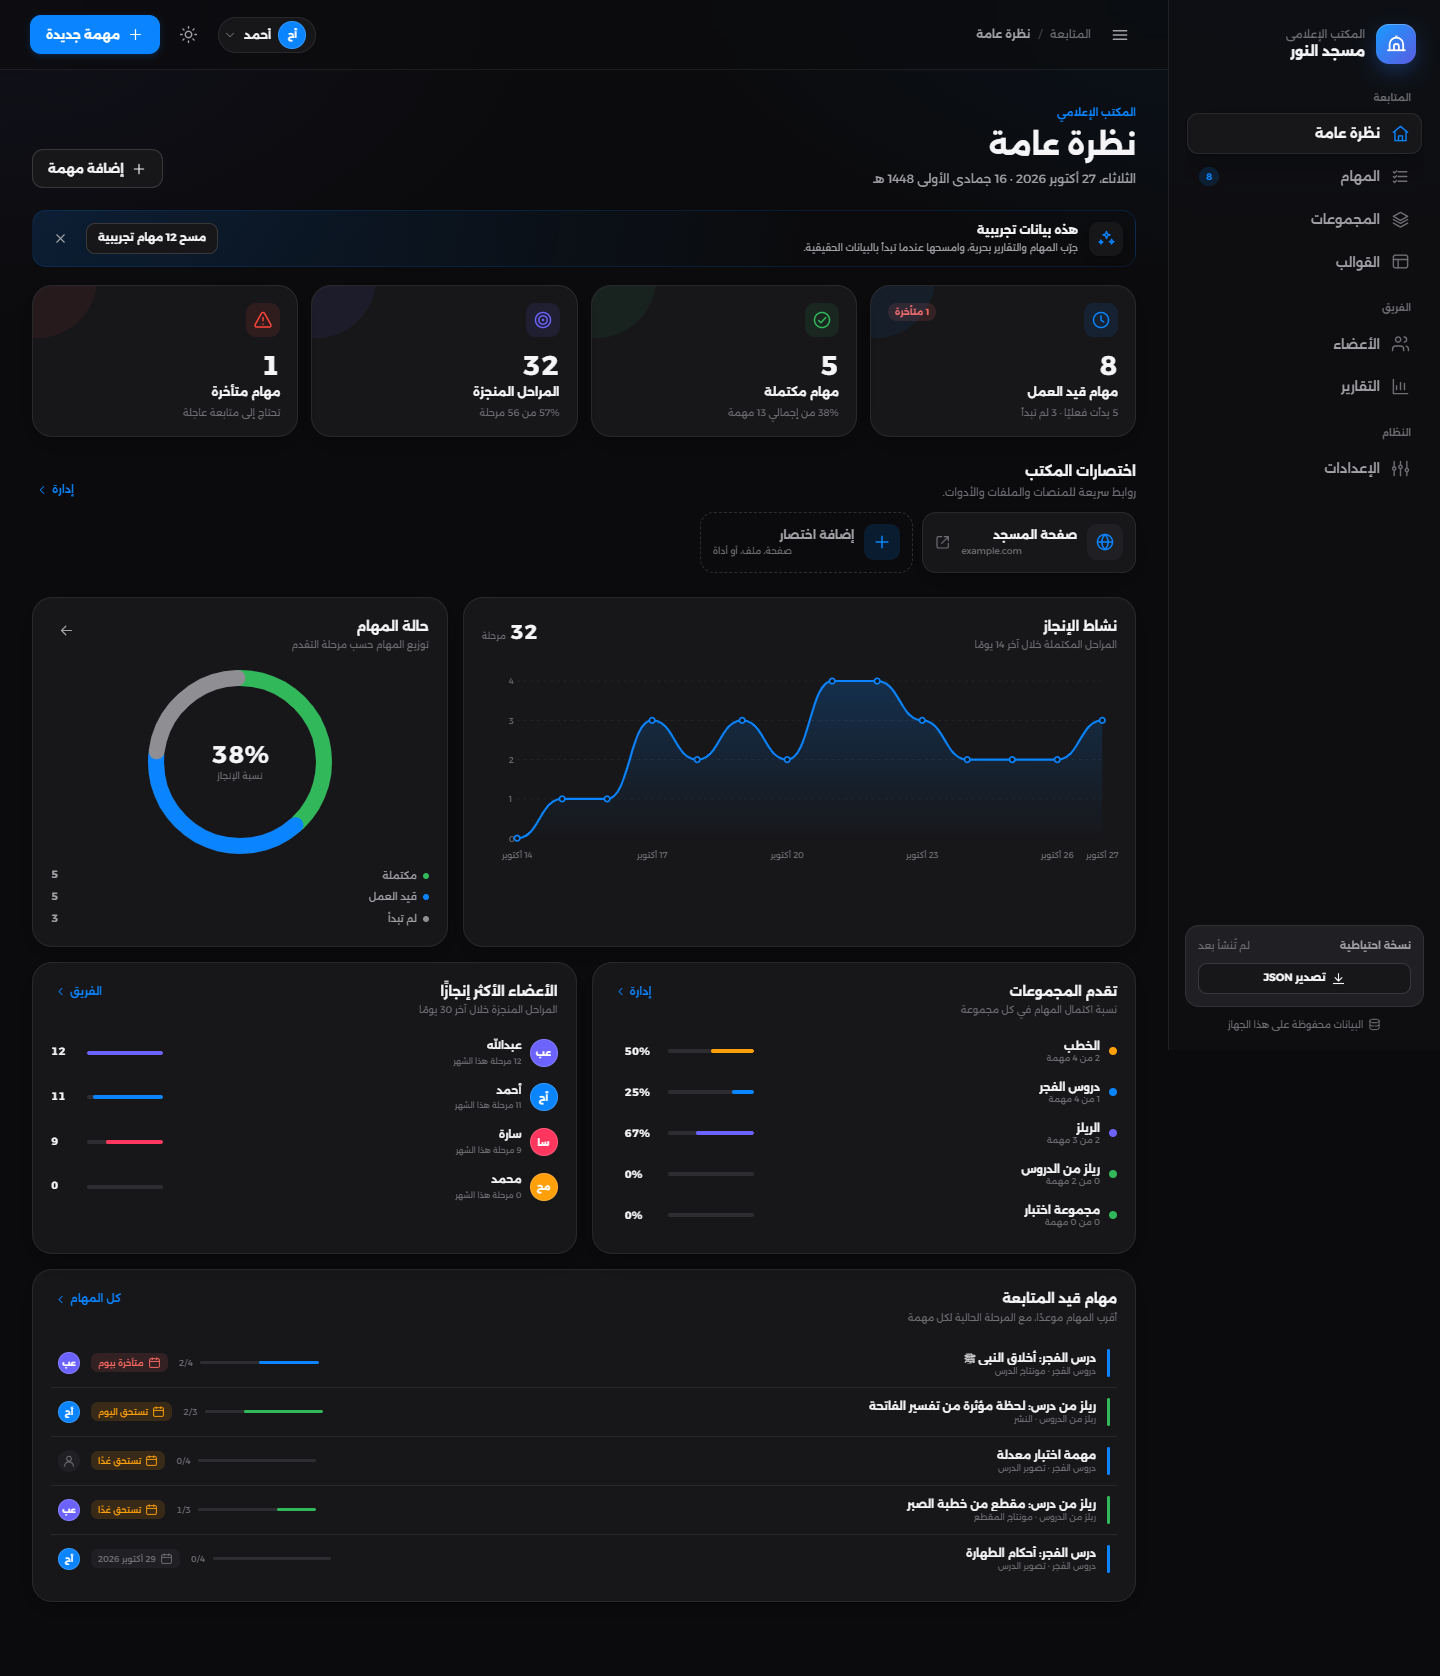 المكتب الإعلامي
مسجد النور
المتابعة
نظرة عامة
المهام
8
المجموعات
القوالب
الفريق
الأعضاء
التقارير
النظام
الإعدادات
نسخة احتياطية
لم تُنشأ بعد
تصدير JSON
البيانات محفوظة على هذا الجهاز
المتابعة / نظرة عامة
أح
أحمد
مهمة جديدة
المكتب الإعلامي
نظرة عامة
الثلاثاء، 27 أكتوبر 2026 · 16 جمادى الأولى 1448 هـ
إضافة مهمة
هذه بيانات تجريبية
جرّب المهام والتقارير بحرية، وامسحها عندما تبدأ بالبيانات الحقيقية.
مسح 12 مهام تجريبية
1 متأخرة
8
مهام قيد العمل
5 بدأت فعليًا · 3 لم تبدأ
5
مهام مكتملة
38% من إجمالي 13 مهمة
32
المراحل المنجزة
57% من 56 مرحلة
1
مهام متأخرة
تحتاج إلى متابعة عاجلة
اختصارات المكتب
روابط سريعة للمنصات والملفات والأدوات.
إدارة
صفحة المسجد
example.com
إضافة اختصار
صفحة، ملف، أو أداة
نشاط الإنجاز
المراحل المكتملة خلال آخر 14 يومًا
32 مرحلة
4
3
2
1
0
14 أكتوبر
17 أكتوبر
20 أكتوبر
23 أكتوبر
26 أكتوبر
27 أكتوبر
حالة المهام
توزيع المهام حسب مرحلة التقدم
38%
نسبة الإنجاز
مكتملة
5
قيد العمل
5
لم تبدأ
3
تقدم المجموعات
نسبة اكتمال المهام في كل مجموعة
إدارة
الخطب
2 من 4 مهمة
50%
دروس الفجر
1 من 4 مهمة
25%
الريلز
2 من 3 مهمة
67%
ريلز من الدروس
0 من 2 مهمة
0%
مجموعة اختبار
0 من 0 مهمة
0%
الأعضاء الأكثر إنجازًا
المراحل المنجزة خلال آخر 30 يومًا
الفريق
عب
عبدالله
12 مرحلة هذا الشهر
12
أح
أحمد
11 مرحلة هذا الشهر
11
سا
سارة
9 مرحلة هذا الشهر
9
مح
محمد
0 مرحلة هذا الشهر
0
مهام قيد المتابعة
أقرب المهام موعدًا، مع المرحلة الحالية لكل مهمة
كل المهام
درس الفجر: أخلاق النبي ﷺ
دروس الفجر · مونتاج الدرس
2/4
متأخرة بيوم
عب
ريلز من درس: لحظة مؤثرة من تفسير الفاتحة
ريلز من الدروس · النشر
2/3
تستحق اليوم
أح
مهمة اختبار معدلة
دروس الفجر · تصوير الدرس
0/4
تستحق غدًا
ريلز من درس: مقطع من خطبة الصبر
ريلز من الدروس · مونتاج المقطع
1/3
تستحق غدًا
عب
درس الفجر: أحكام الطهارة
دروس الفجر · تصوير الدرس
0/4
29 أكتوبر 2026
أح